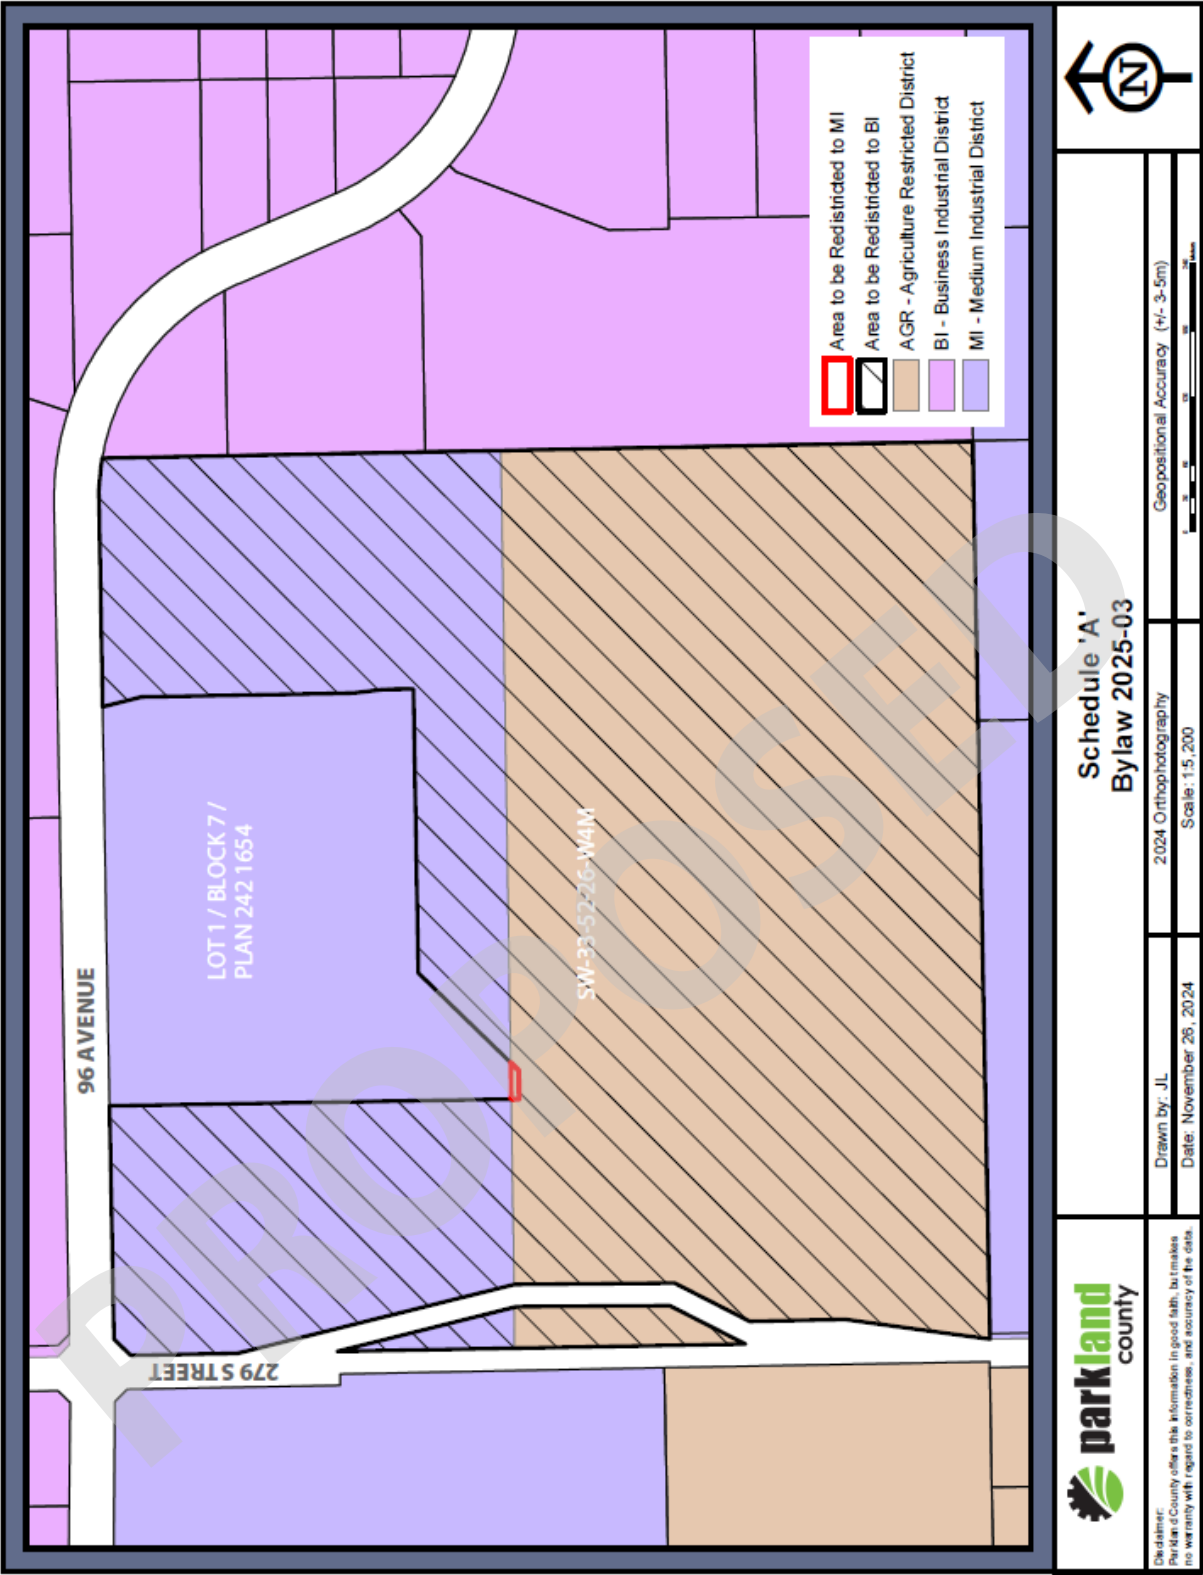 96 AVENUE
279 STREET
LOT 1 / BLOCK 7 /
PLAN 242 1654
SW-33-52-26-W4M
PROPOSED
Area to be Redistricted to MI
Area to be Redistricted to BI
AGR - Agriculture Restricted District
BI - Business Industrial District
MI - Medium Industrial District
parkland
county
Disclaimer:
Parkland County offers this information in good faith, but makes
no warranty with regard to correctness, and accuracy of the data.
Schedule 'A'
Bylaw 2025-03
Drawn by: JL
Date: November 26, 2024
2024 Orthophotography
Scale: 1:5,200
Geopositional Accuracy (+/- 3-5m)
N